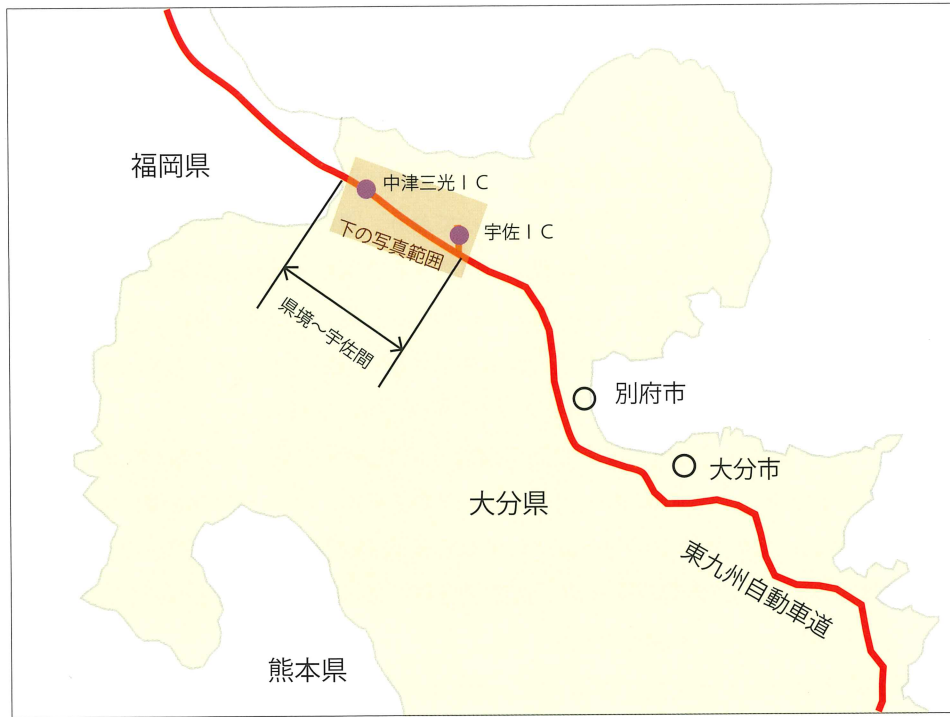 福岡県
中津三光IC
宇佐IC
下の写真範囲
県境~宇佐間
別府市
大分市
大分県
東九州自動車道
熊本県